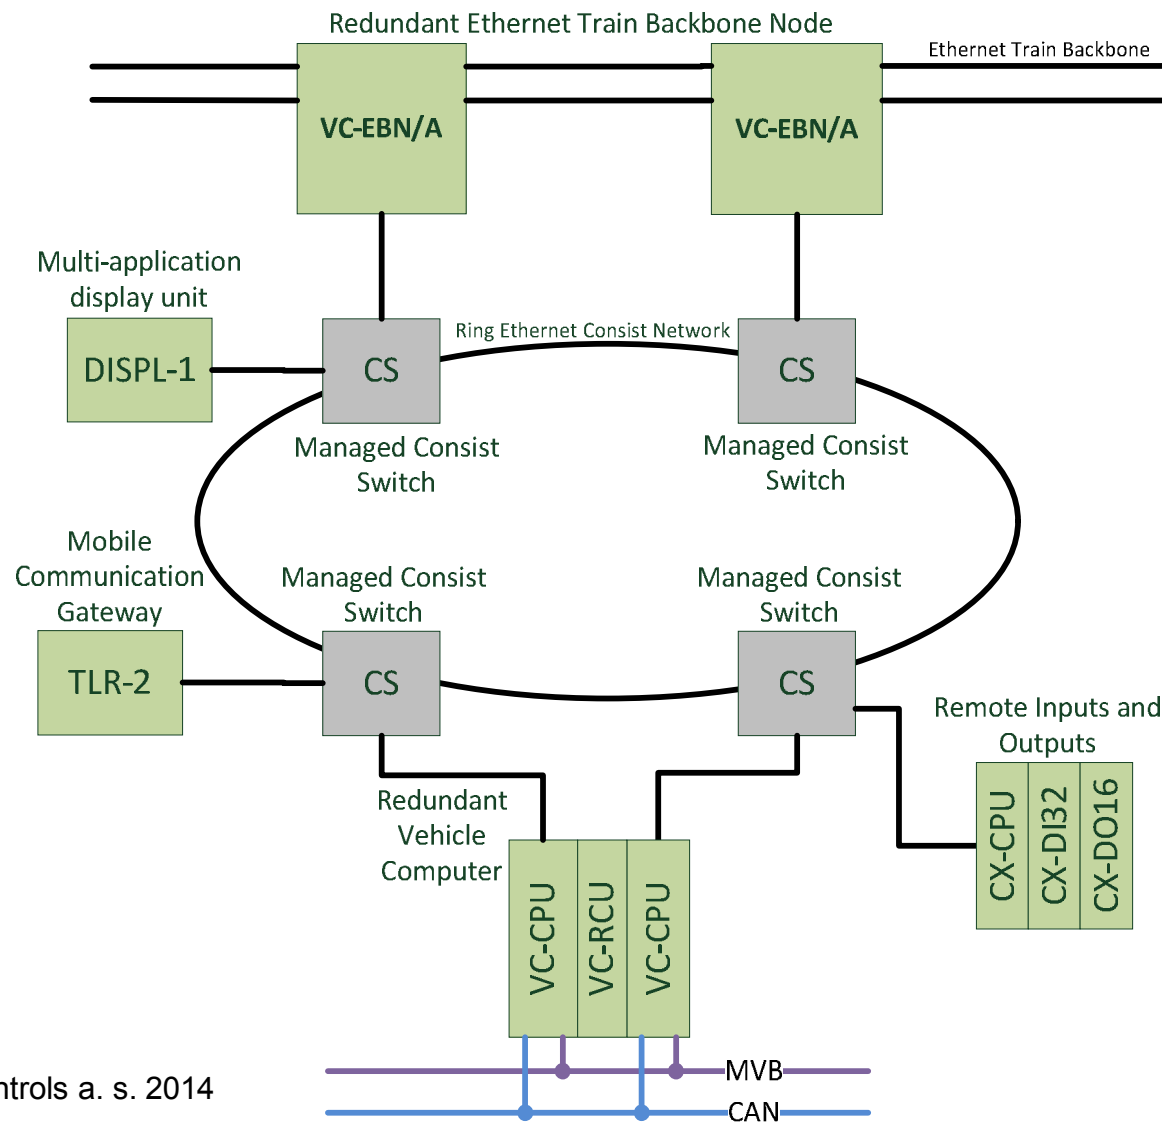 Redundant Ethernet Train Backbone Node
Ethernet Train Backbone
VC-EBN/A
VC-EBN/A
Multi-application
display unit
DISPL-1
Ring Ethernet Consist Network
CS
CS
Managed Consist
Switch
Managed Consist
Switch
Mobile
Communication
Gateway
TLR-2
Managed Consist
Switch
Managed Consist
Switch
CS
CS
Remote Inputs and
Outputs
CX-CPU
CX-DI32
CX-DO16
Redundant
Vehicle
Computer
VC-CPU
VC-RCU
VC-CPU
MVB
CAN
ntrols a. s. 2014